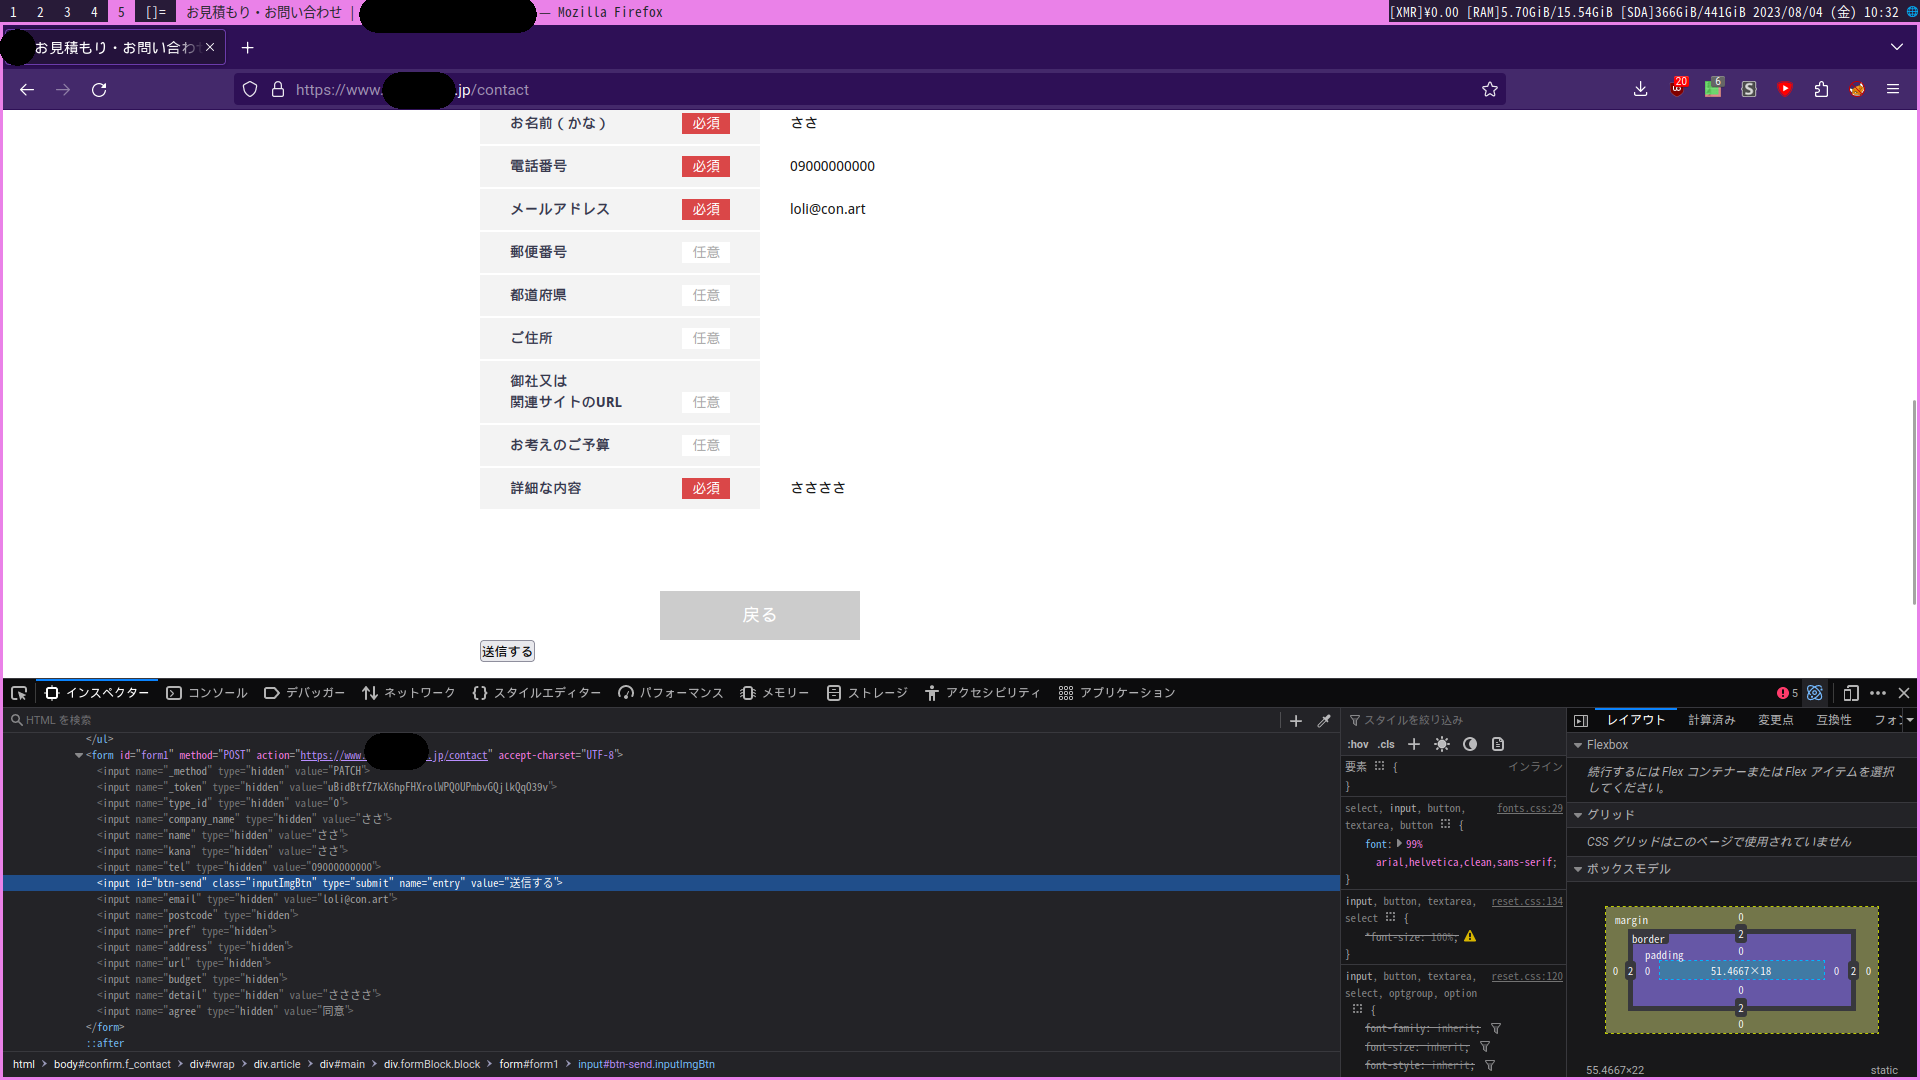 1 2 3 4 5 []= お見積もり・お問い合わせ | — Mozilla Firefox [XMR]¥0.00 [RAM]5.70GiB/15.54GiB [SDA]366GiB/441GiB 2023/08/04 (金) 10:32
お見積もり・お問い合わせ
https://www. .jp/contact
20
6
お名前（かな） 必須 ささ
電話番号 必須 09000000000
メールアドレス 必須 loli@con.art
郵便番号 任意
都道府県 任意
ご住所 任意
御社又は
関連サイトのURL 任意
お考えのご予算 任意
詳細な内容 必須 ささささ
戻る
送信する
インスペクター コンソール デバッガー ネットワーク スタイルエディター パフォーマンス メモリー ストレージ アクセシビリティ アプリケーション 5
HTML を検索
</ul>
<form id="form1" method="POST" action="https://www. .jp/contact" accept-charset="UTF-8">
<input name="_method" type="hidden" value="PATCH">
<input name="_token" type="hidden" value="uBidBtfZ7kX6hpFHXrolWPQOUPmbvGQjlkQqO39v">
<input name="type_id" type="hidden" value="0">
<input name="company_name" type="hidden" value="ささ">
<input name="name" type="hidden" value="ささ">
<input name="kana" type="hidden" value="ささ">
<input name="tel" type="hidden" value="09000000000">
<input id="btn-send" class="inputImgBtn" type="submit" name="entry" value="送信する">
<input name="email" type="hidden" value="loli@con.art">
<input name="postcode" type="hidden">
<input name="pref" type="hidden">
<input name="address" type="hidden">
<input name="url" type="hidden">
<input name="budget" type="hidden">
<input name="detail" type="hidden" value="ささささ">
<input name="agree" type="hidden" value="同意">
</form>
::after
html > body#confirm.f_contact > div#wrap > div.article > div#main > div.formBlock.block > form#form1 > input#btn-send.inputImgBtn
スタイルを絞り込み
:hov .cls
要素 { インライン
}
select, input, button, fonts.css:29
textarea, button {
font: 99%
arial,helvetica,clean,sans-serif;
}
input, button, textarea, reset.css:134
select {
*font-size: 100%;
}
input, button, textarea, reset.css:120
select, optgroup, option
{
font-family: inherit;
font-size: inherit;
font-style: inherit;
レイアウト 計算済み 変更点 互換性 フォ
Flexbox
続行するには Flex コンテナーまたは Flex アイテムを選択
してください。
グリッド
CSS グリッドはこのページで使用されていません
ボックスモデル
margin 0
border 2
padding 0
0 2 0 51.4667×18 0 2 0
0
2
0
55.4667×22 static